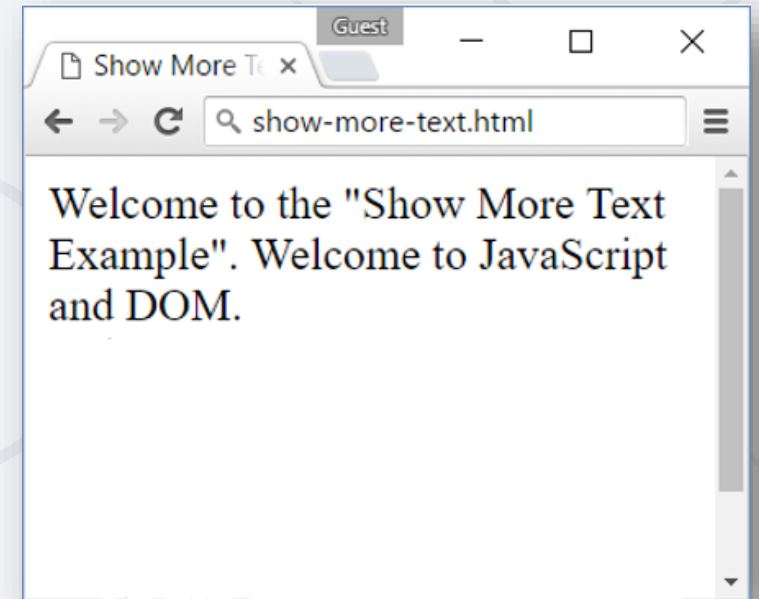 Guest
Show More Te
show-more-text.html
Welcome to the "Show More Text
Example". Welcome to JavaScript
and DOM.